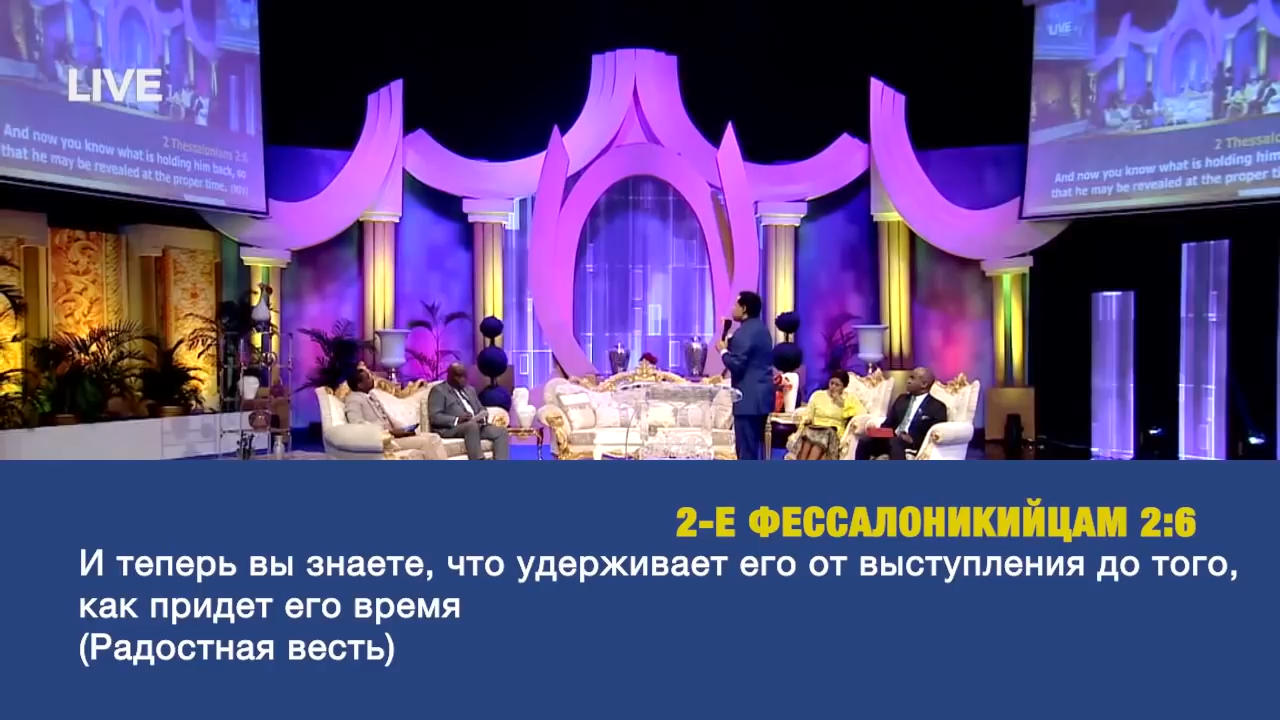 LIVE
2 Thessalonians 2:6
And now you know what is holding him back, so
that he may be revealed at the proper time. (NIV)
LIVE
2 Thessalo
And now you know what is holding him
that he may be revealed at the proper ti
2-Е ФЕССАЛОНИКИЙЦАМ 2:6
И теперь вы знаете, что удерживает его от выступления до того,
как придет его время
(Радостная весть)